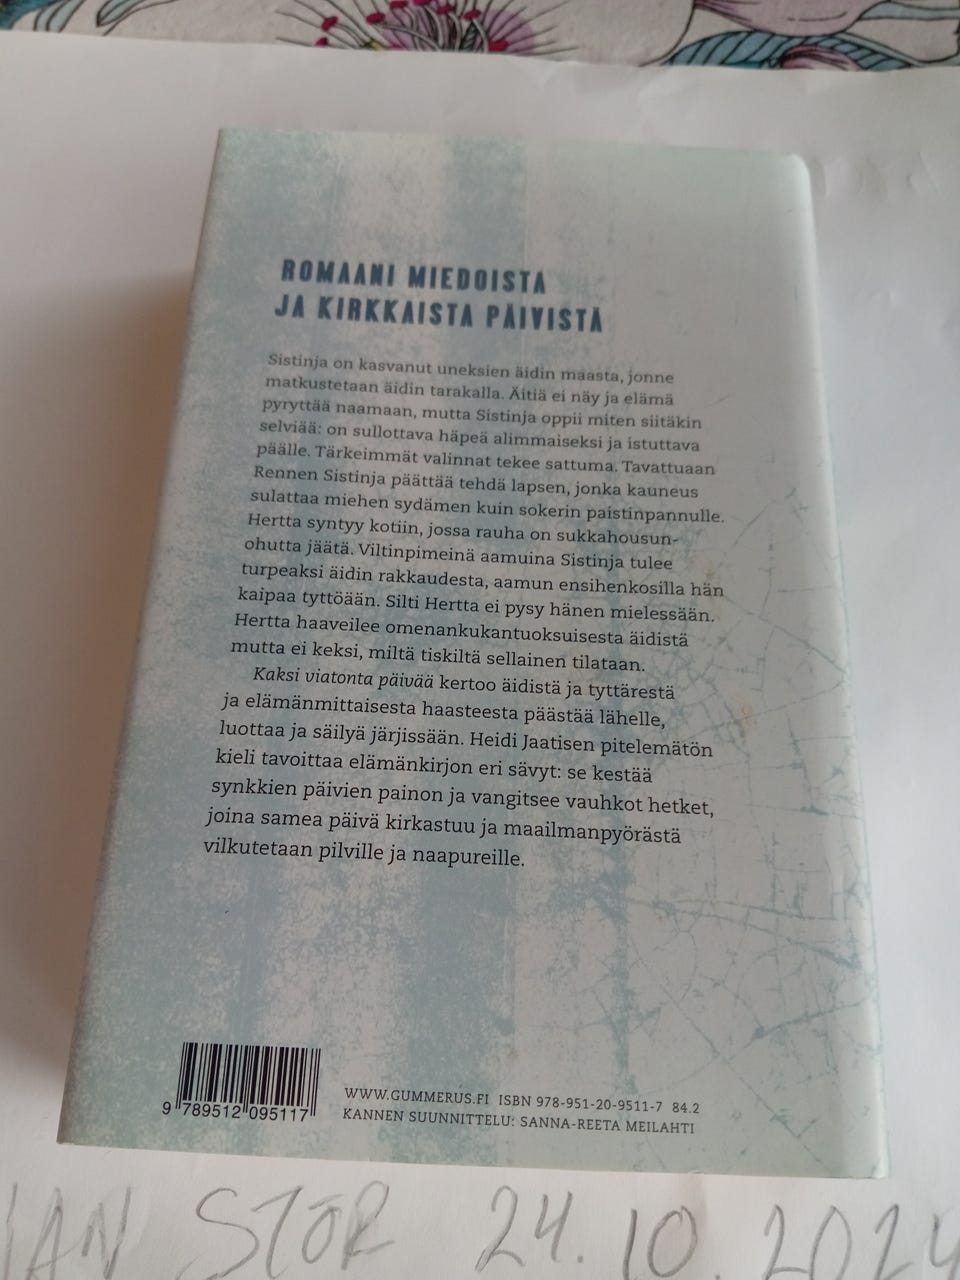 ROMAANI MIEDOISTA
JA KIRKKAISTA PÄIVISTÄ
Sistinja on kasvanut uneksien äidin maasta, jonne
matkustetaan äidin tarakalla. Äitiä ei näy ja elämä
pyryttää naamaan, mutta Sistinja oppii miten siitäkin
selviää: on sullottava häpeä alimmaiseksi ja istuttava
päälle. Tärkeimmät valinnat tekee sattuma. Tavattuaan
Rennen Sistinja päättää tehdä lapsen, jonka kauneus
sulattaa miehen sydämen kuin sokerin paistinpannulle.
Hertta syntyy kotiin, jossa rauha on sukkahousun-
ohutta jäätä. Viltinpimeinä aamuina Sistinja tulee
turpeaksi äidin rakkaudesta, aamun ensihenkosilla hän
kaipaa tyttöään. Silti Hertta ei pysy hänen mielessään.
Hertta haaveilee omenankukantuoksuisesta äidistä
mutta ei keksi, miltä tiskiltä sellainen tilataan.
Kaksi viatonta päivää kertoo äidistä ja tyttärestä
ja elämänmittaisesta haasteesta päästää lähelle,
luottaa ja säilyä järjissään. Heidi Jaatisen pitelemätön
kieli tavoittaa elämänkirjon eri sävyt: se kestää
synkkien päivien painon ja vangitsee vauhkot hetket,
joina samea päivä kirkastuu ja maailmanpyörästä
vilkutetaan pilville ja naapureille.
WWW.GUMMERUS.FI ISBN 978-951-20-9511-7 84.2
KANNEN SUUNNITTELU: SANNA-REETA MEILAHTI
9 789512 095117
IAN STÖR 24.10.2024